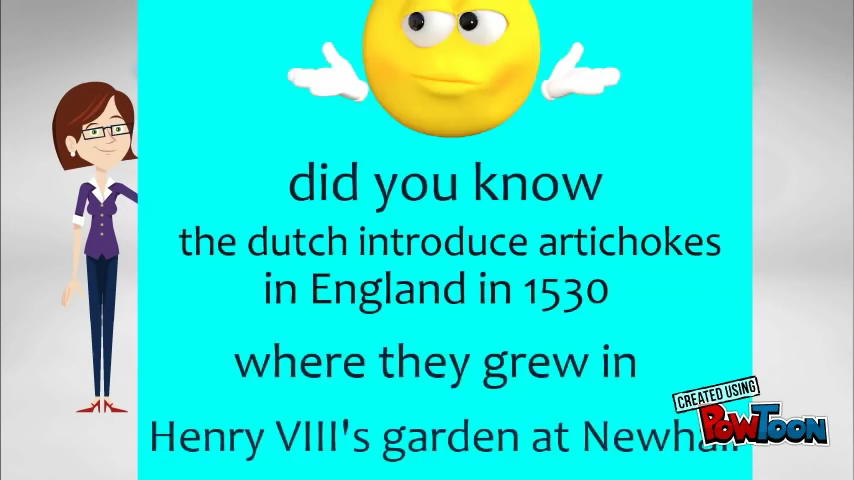 did you know
the dutch introduce artichokes
in England in 1530
where they grew in
Henry VIII's garden at
CREATED USING
POWTOON